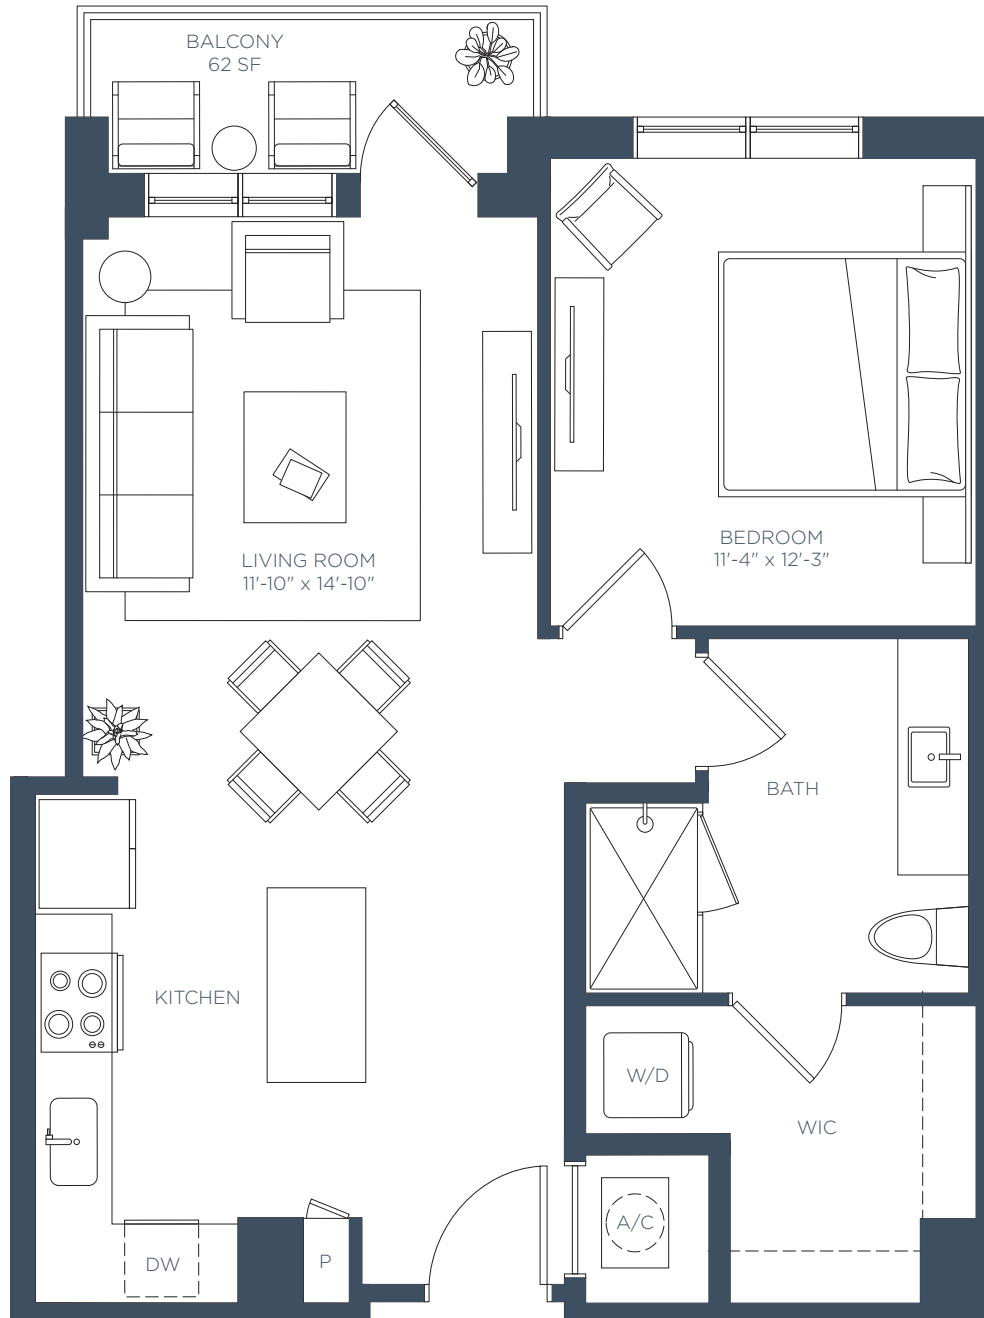 BALCONY
62 SF
LIVING ROOM
11'-10" x 14'-10"
BEDROOM
11'-4" x 12'-3"
BATH
KITCHEN
W/D
WIC
A/C
DW
P